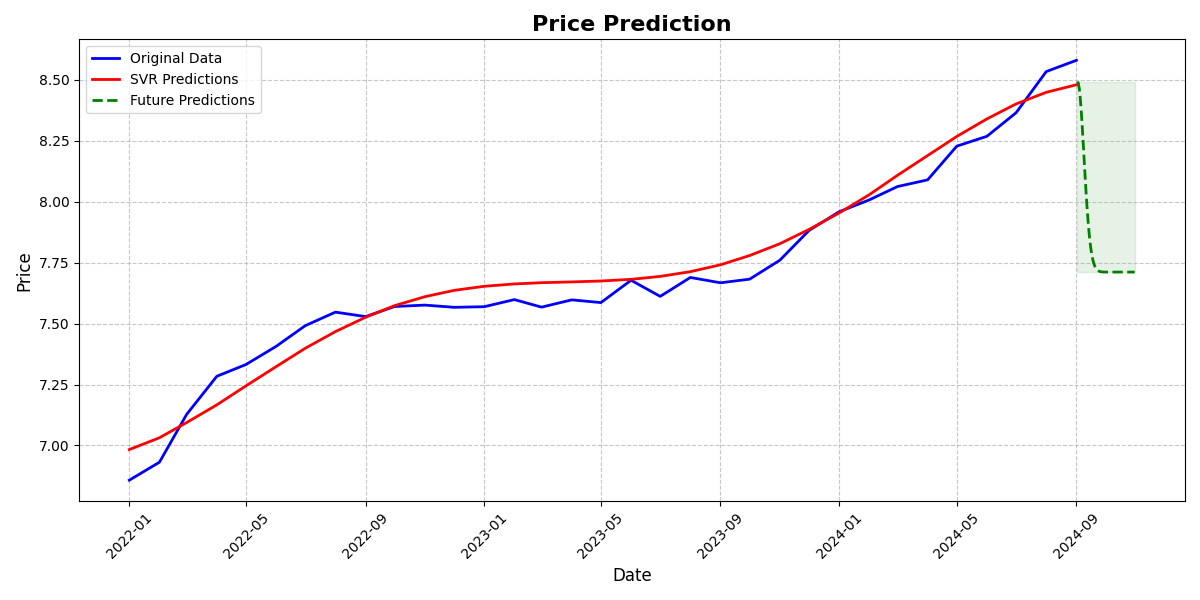 Price Prediction
Original Data
SVR Predictions
Future Predictions
8.50
8.25
8.00
7.75
7.50
7.25
7.00
Price
2022-01
2022-05
2022-09
2023-01
2023-05
2023-09
2024-01
2024-05
2024-09
Date